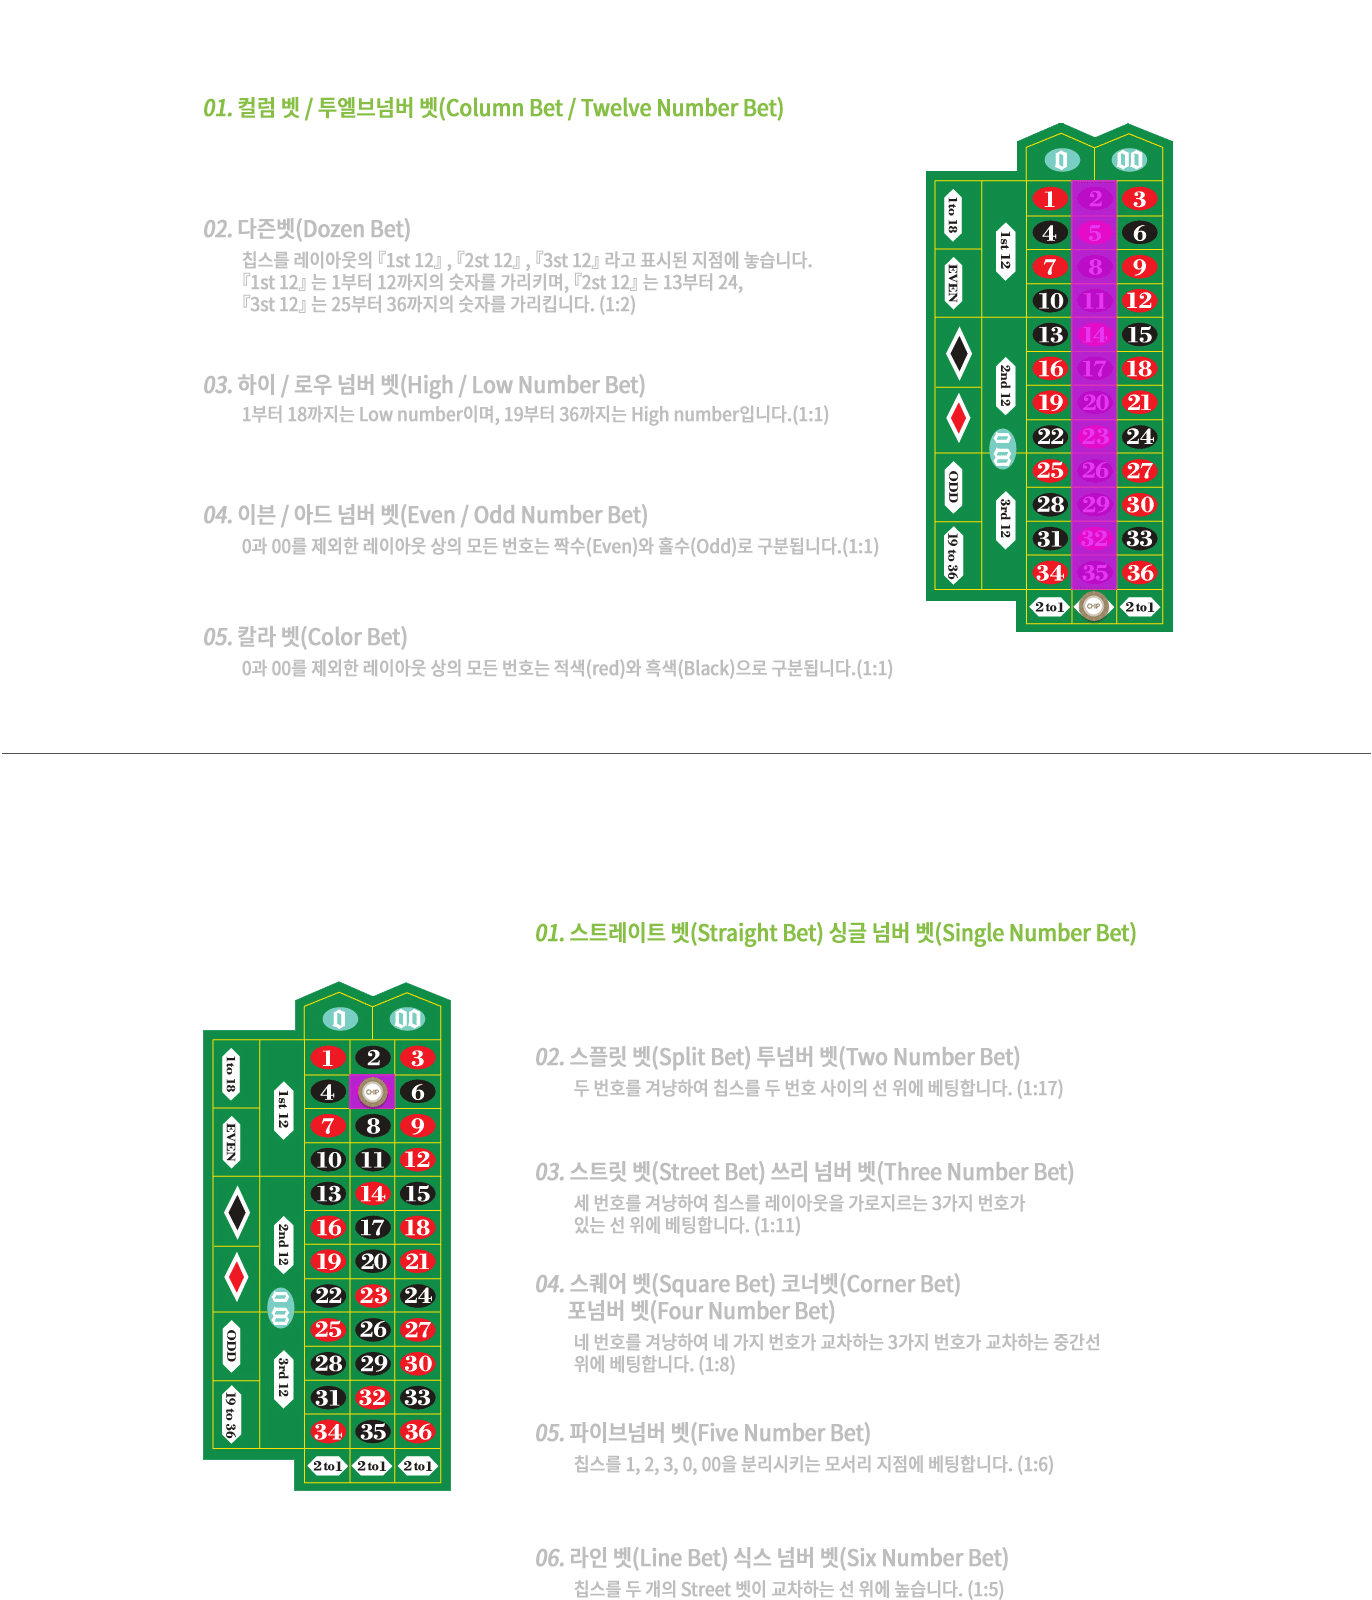 01. 컬럼 벳 / 투엘브넘버 벳(Column Bet / Twelve Number Bet)
02. 다즌벳(Dozen Bet)
칩스를 레이아웃의 『1st 12』 , 『2st 12』 , 『3st 12』 라고 표시된 지점에 놓습니다.
『1st 12』 는 1부터 12까지의 숫자를 가리키며, 『2st 12』 는 13부터 24,
『3st 12』 는 25부터 36까지의 숫자를 가리킵니다. (1:2)
03. 하이 / 로우 넘버 벳(High / Low Number Bet)
1부터 18까지는 Low number이며, 19부터 36까지는 High number입니다.(1:1)
04. 이븐 / 아드 넘버 벳(Even / Odd Number Bet)
0과 00를 제외한 레이아웃 상의 모든 번호는 짝수(Even)와 홀수(Odd)로 구분됩니다.(1:1)
05. 칼라 벳(Color Bet)
0과 00를 제외한 레이아웃 상의 모든 번호는 적색(red)와 흑색(Black)으로 구분됩니다.(1:1)
0 00
1 2 3
4 5 6
7 8 9
10 11 12
13 14 15
16 17 18
19 20 21
22 23 24
25 26 27
28 29 30
31 32 33
34 35 36
2 to 1 CHIP 2 to 1
1st 12
2nd 12
00
3rd 12
1 to 18
EVEN
ODD
19 to 36
01. 스트레이트 벳(Straight Bet) 싱글 넘버 벳(Single Number Bet)
02. 스플릿 벳(Split Bet) 투넘버 벳(Two Number Bet)
두 번호를 겨냥하여 칩스를 두 번호 사이의 선 위에 베팅합니다. (1:17)
03. 스트릿 벳(Street Bet) 쓰리 넘버 벳(Three Number Bet)
세 번호를 겨냥하여 칩스를 레이아웃을 가로지르는 3가지 번호가
있는 선 위에 베팅합니다. (1:11)
04. 스퀘어 벳(Square Bet) 코너벳(Corner Bet)
포넘버 벳(Four Number Bet)
네 번호를 겨냥하여 네 가지 번호가 교차하는 3가지 번호가 교차하는 중간선
위에 베팅합니다. (1:8)
05. 파이브넘버 벳(Five Number Bet)
칩스를 1, 2, 3, 0, 00을 분리시키는 모서리 지점에 베팅합니다. (1:6)
06. 라인 벳(Line Bet) 식스 넘버 벳(Six Number Bet)
칩스를 두 개의 Street 벳이 교차하는 선 위에 높습니다. (1:5)
0 00
1 2 3
4 CHIP 6
7 8 9
10 11 12
13 14 15
16 17 18
19 20 21
22 23 24
25 26 27
28 29 30
31 32 33
34 35 36
2 to 1 2 to 1 2 to 1
1st 12
2nd 12
00
3rd 12
1 to 18
EVEN
ODD
19 to 36